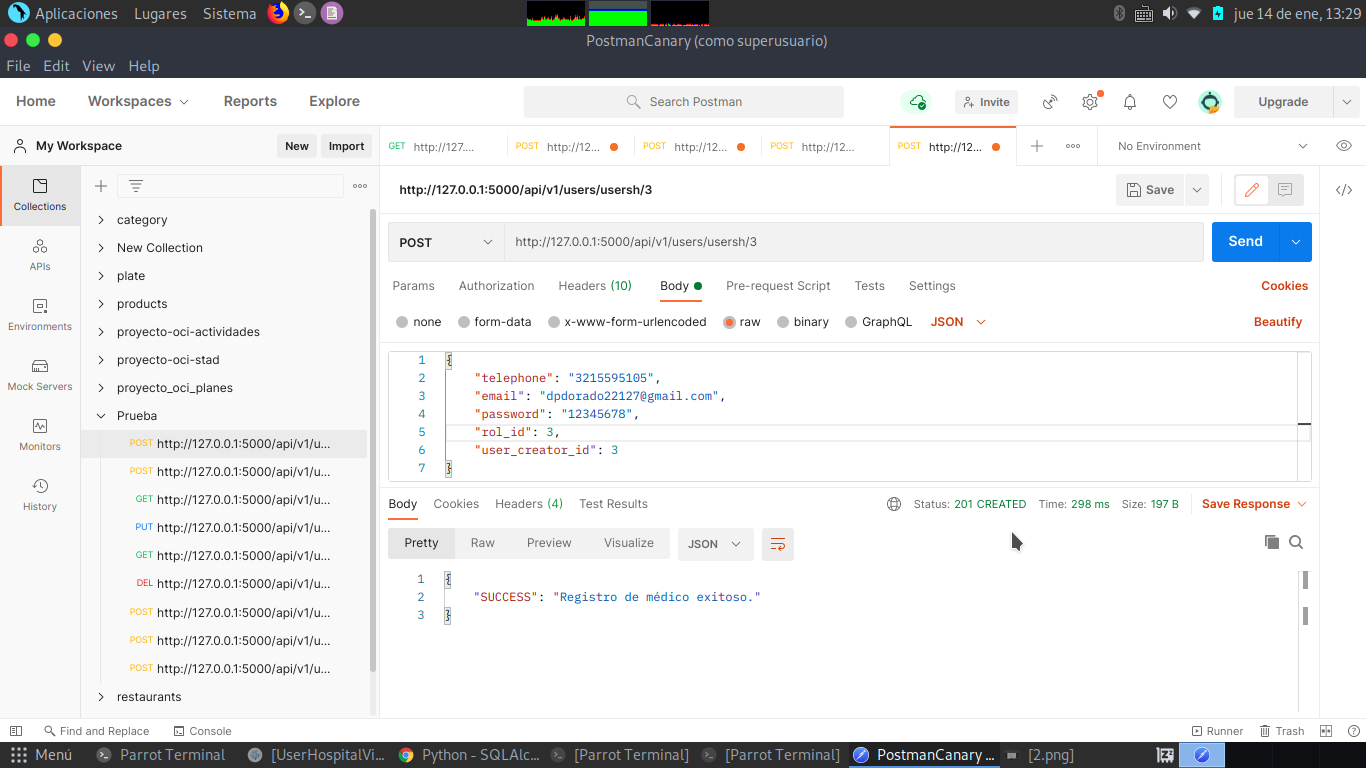 Aplicaciones Lugares Sistema jue 14 de ene, 13:29
PostmanCanary (como superusuario)
File Edit View Help
Home Workspaces Reports Explore Search Postman Invite Upgrade
My Workspace New Import GET http://127.... POST http://12... POST http://12... POST http://12... POST http://12... No Environment
http://127.0.0.1:5000/api/v1/users/usersh/3 Save
Collections
APIs
Environments
Mock Servers
Monitors
History
category
New Collection
plate
products
proyecto-oci-actividades
proyecto-oci-stad
proyecto_oci_planes
Prueba
POST http://127.0.0.1:5000/api/v1/u...
POST http://127.0.0.1:5000/api/v1/u...
GET http://127.0.0.1:5000/api/v1/u...
PUT http://127.0.0.1:5000/api/v1/u...
GET http://127.0.0.1:5000/api/v1/u...
DEL http://127.0.0.1:5000/api/v1/u...
POST http://127.0.0.1:5000/api/v1/u...
POST http://127.0.0.1:5000/api/v1/u...
POST http://127.0.0.1:5000/api/v1/u...
restaurants
POST http://127.0.0.1:5000/api/v1/users/usersh/3 Send
Params Authorization Headers (10) Body Pre-request Script Tests Settings Cookies
none form-data x-www-form-urlencoded raw binary GraphQL JSON Beautify
1 {
2 "telephone": "3215595105",
3 "email": "dpdorado22127@gmail.com",
4 "password": "12345678",
5 "rol_id": 3,
6 "user_creator_id": 3
7 }
Body Cookies Headers (4) Test Results Status: 201 CREATED Time: 298 ms Size: 197 B Save Response
Pretty Raw Preview Visualize JSON
1 {
2 "SUCCESS": "Registro de médico exitoso."
3 }
Find and Replace Console Runner Trash
Menú Parrot Terminal [UserHospitalVi... Python - SQLAlc... [Parrot Terminal] [Parrot Terminal] PostmanCanary ... [2.png]